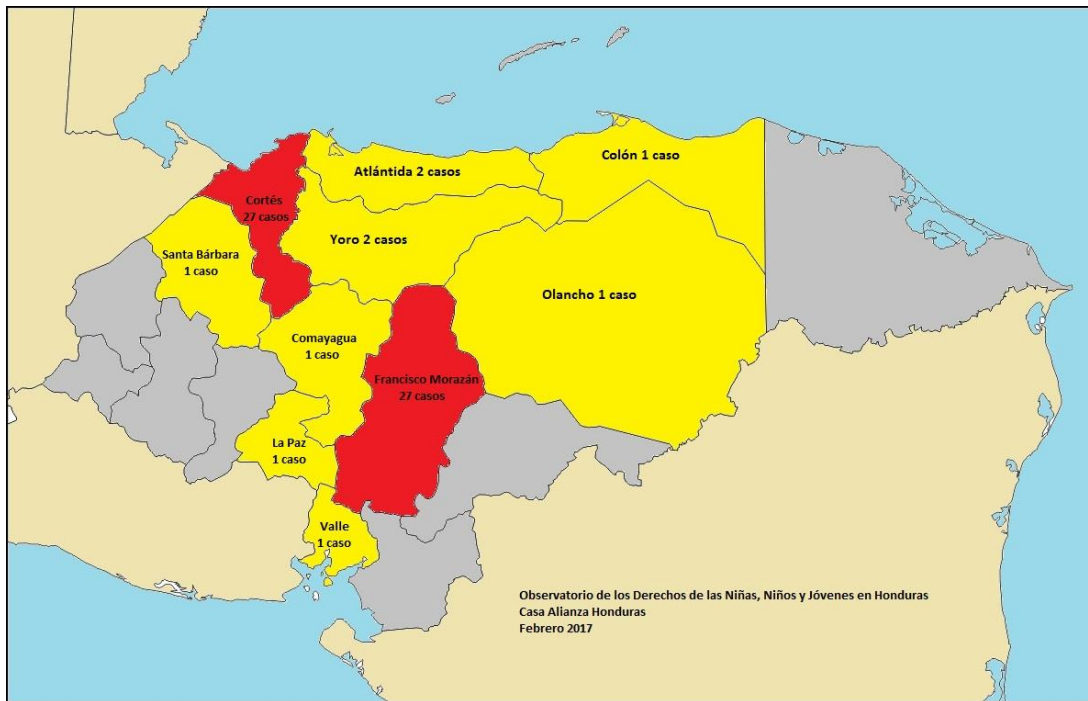 Colón 1 caso
Atlántida 2 casos
Cortés
27 casos
Yoro 2 casos
Santa Bárbara
1 caso
Olancho 1 caso
Comayagua
1 caso
Francisco Morazán
27 casos
La Paz
1 caso
Valle
1 caso
Observatorio de los Derechos de las Niñas, Niños y Jóvenes en Honduras
Casa Alianza Honduras
Febrero 2017